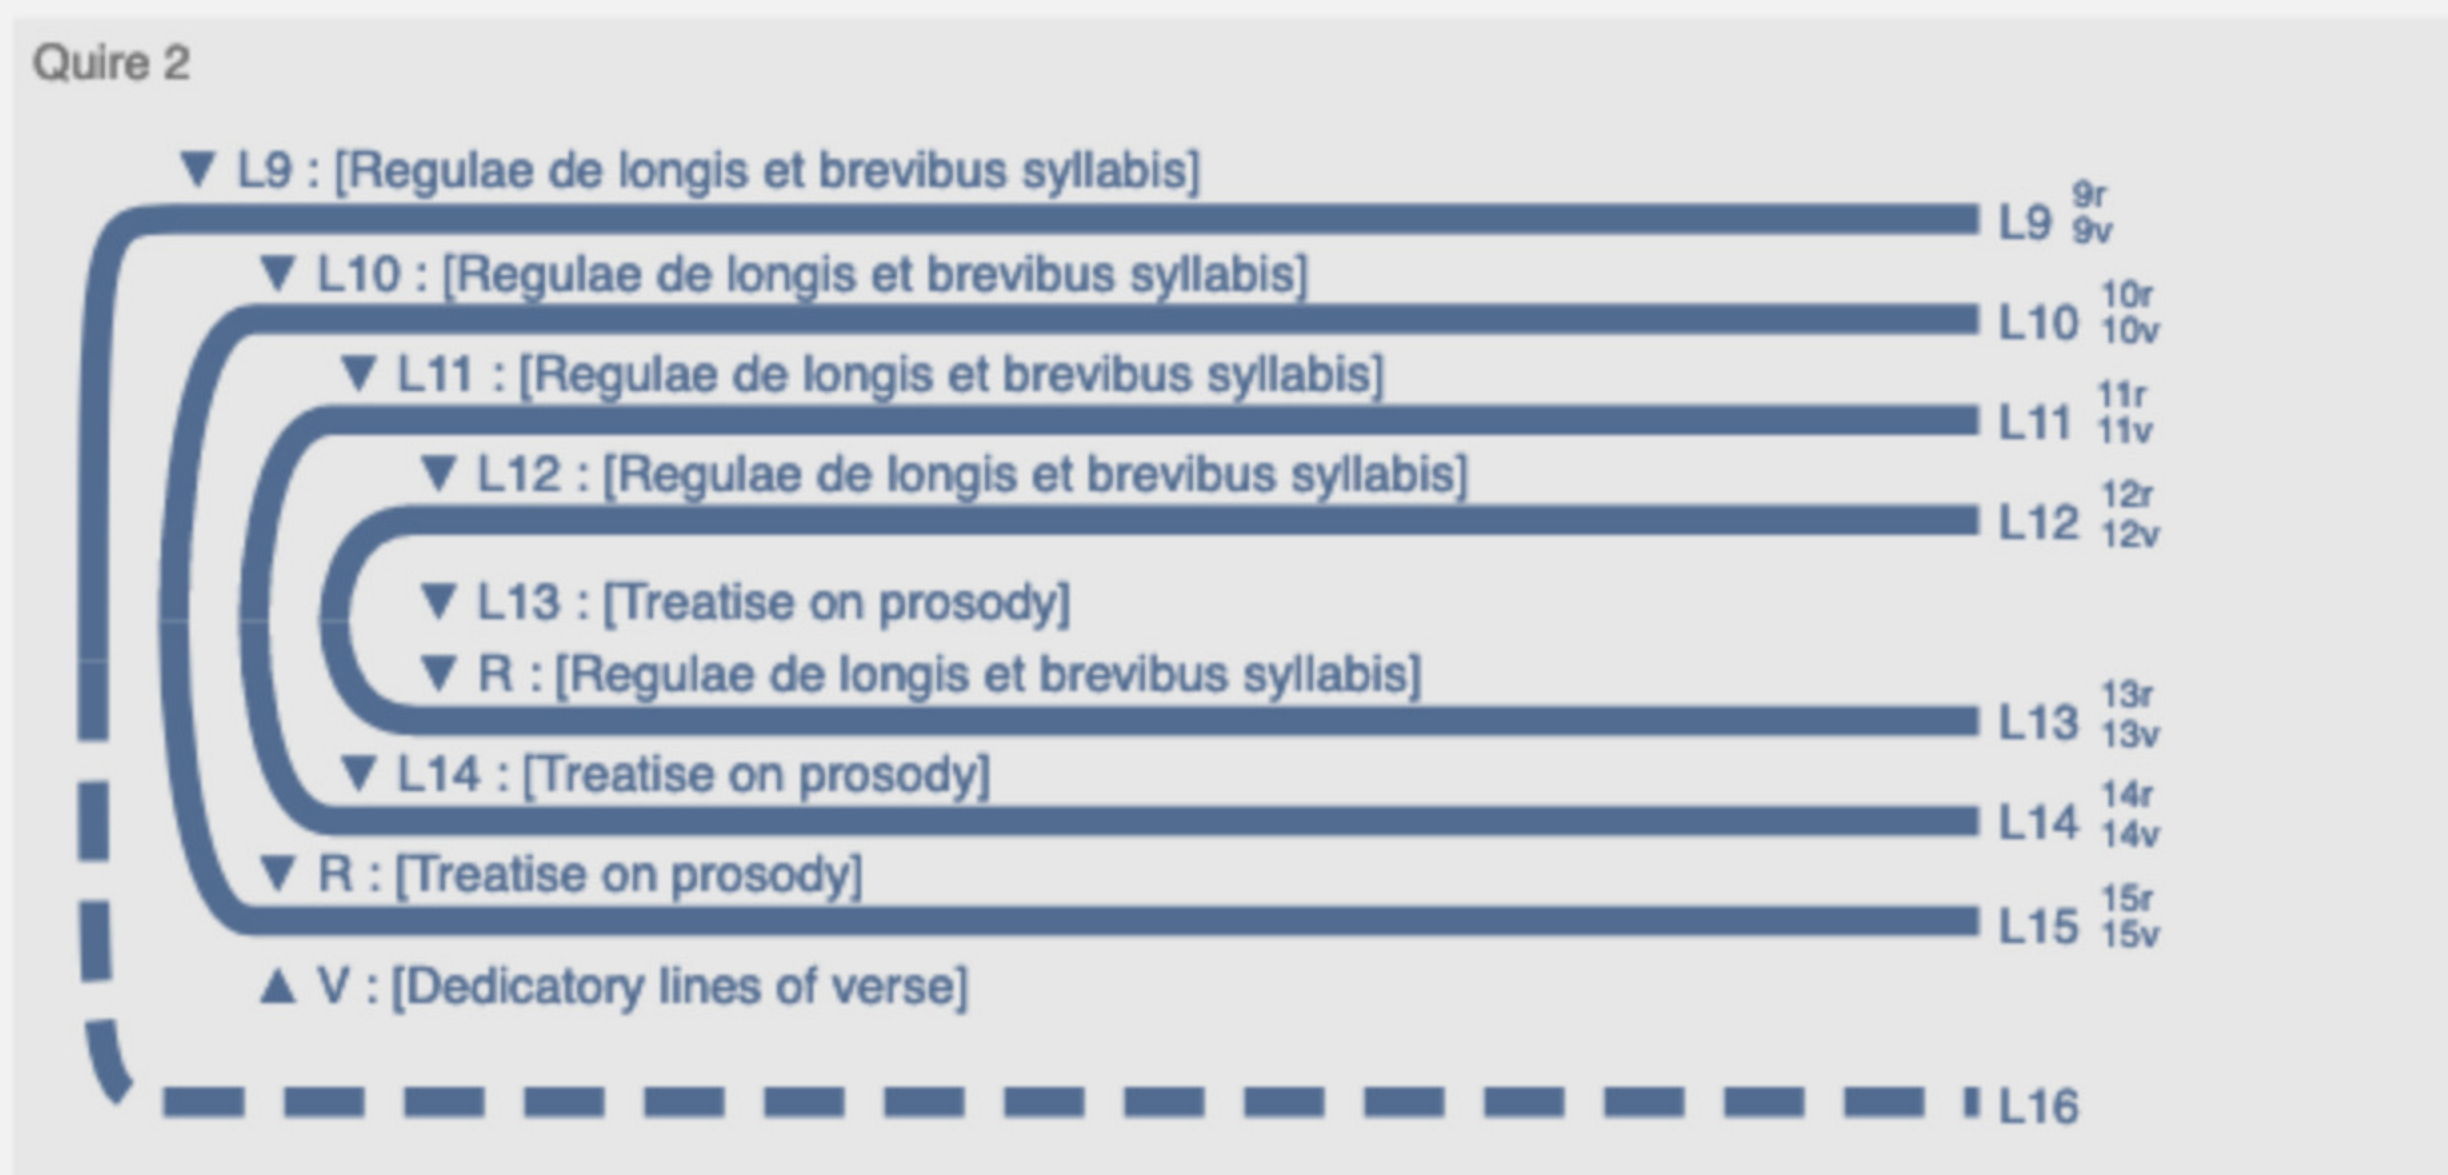 Quire 2
▼ L9 : [Regulae de longis et brevibus syllabis]
L9 9r 9v
▼ L10 : [Regulae de longis et brevibus syllabis]
L10 10r 10v
▼ L11 : [Regulae de longis et brevibus syllabis]
L11 11r 11v
▼ L12 : [Regulae de longis et brevibus syllabis]
L12 12r 12v
▼ L13 : [Treatise on prosody]
▼ R : [Regulae de longis et brevibus syllabis]
L13 13r 13v
▼ L14 : [Treatise on prosody]
L14 14r 14v
▼ R : [Treatise on prosody]
L15 15r 15v
▲ V : [Dedicatory lines of verse]
L16